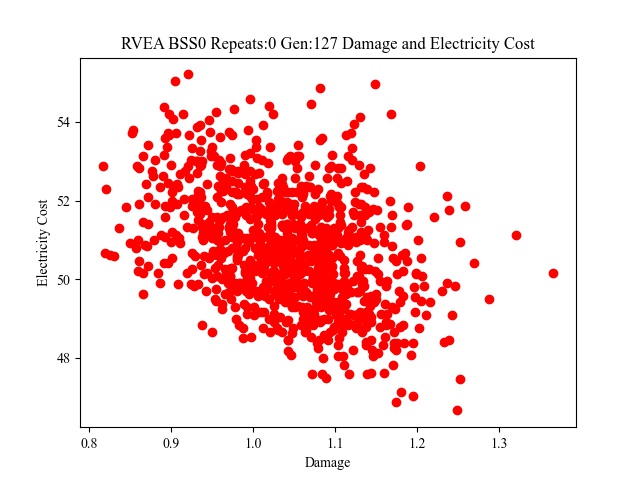 RVEA BSS0 Repeats:0 Gen:127 Damage and Electricity Cost
54
52
50
48
Electricity Cost
0.8 0.9 1.0 1.1 1.2 1.3
Damage